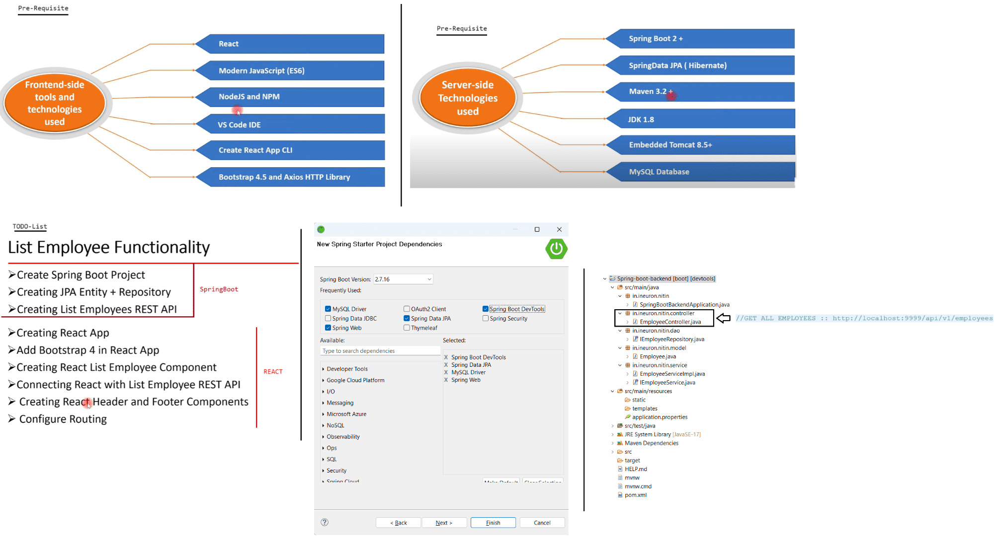 Pre-Requisite
Frontend-side
tools and
technologies
used
React
Modern JavaScript (ES6)
NodeJS and NPM
VS Code IDE
Create React App CLI
Bootstrap 4.5 and Axios HTTP Library
Pre-Requisite
Server-side
Technologies
used
Spring Boot 2 +
SpringData JPA ( Hibernate)
Maven 3.2 +
JDK 1.8
Embedded Tomcat 8.5+
MySQL Database
TODO-List
List Employee Functionality
➢Create Spring Boot Project
➢Creating JPA Entity + Repository
➢Creating List Employees REST API
SpringBoot
➢Creating React App
➢Add Bootstrap 4 in React App
➢Creating React List Employee Component
➢Connecting React with List Employee REST API
➢ Creating React Header and Footer Components
➢ Configure Routing
REACT
New Spring Starter Project Dependencies
Spring Boot Version: 2.7.16
Frequently Used:
MySQL Driver OAuth2 Client Spring Boot DevTools
Spring Data JDBC Spring Data JPA Spring Security
Spring Web Thymeleaf
Available: Selected:
Type to search dependencies
Developer Tools
Google Cloud Platform
I/O
Messaging
Microsoft Azure
NoSQL
Observability
Ops
SQL
Security
Spring Cloud
X Spring Boot DevTools
X Spring Data JPA
X MySQL Driver
X Spring Web
Make Default Clear Selection
< Back Next > Finish Cancel
Spring-boot-backend [boot] [devtools]
src/main/java
in.ineuron.nitin
SpringBootBackendApplication.java
in.ineuron.nitin.controller
EmployeeController.java
//GET ALL EMPLOYEES :: http://localhost:9999/api/v1/employees
in.ineuron.nitin.dao
IEmployeeRepository.java
in.ineuron.nitin.model
Employee.java
in.ineuron.nitin.service
EmployeeServiceImpl.java
IEmployeeService.java
src/main/resources
static
templates
application.properties
src/test/java
JRE System Library [JavaSE-17]
Maven Dependencies
src
target
HELP.md
mvnw
mvnw.cmd
pom.xml